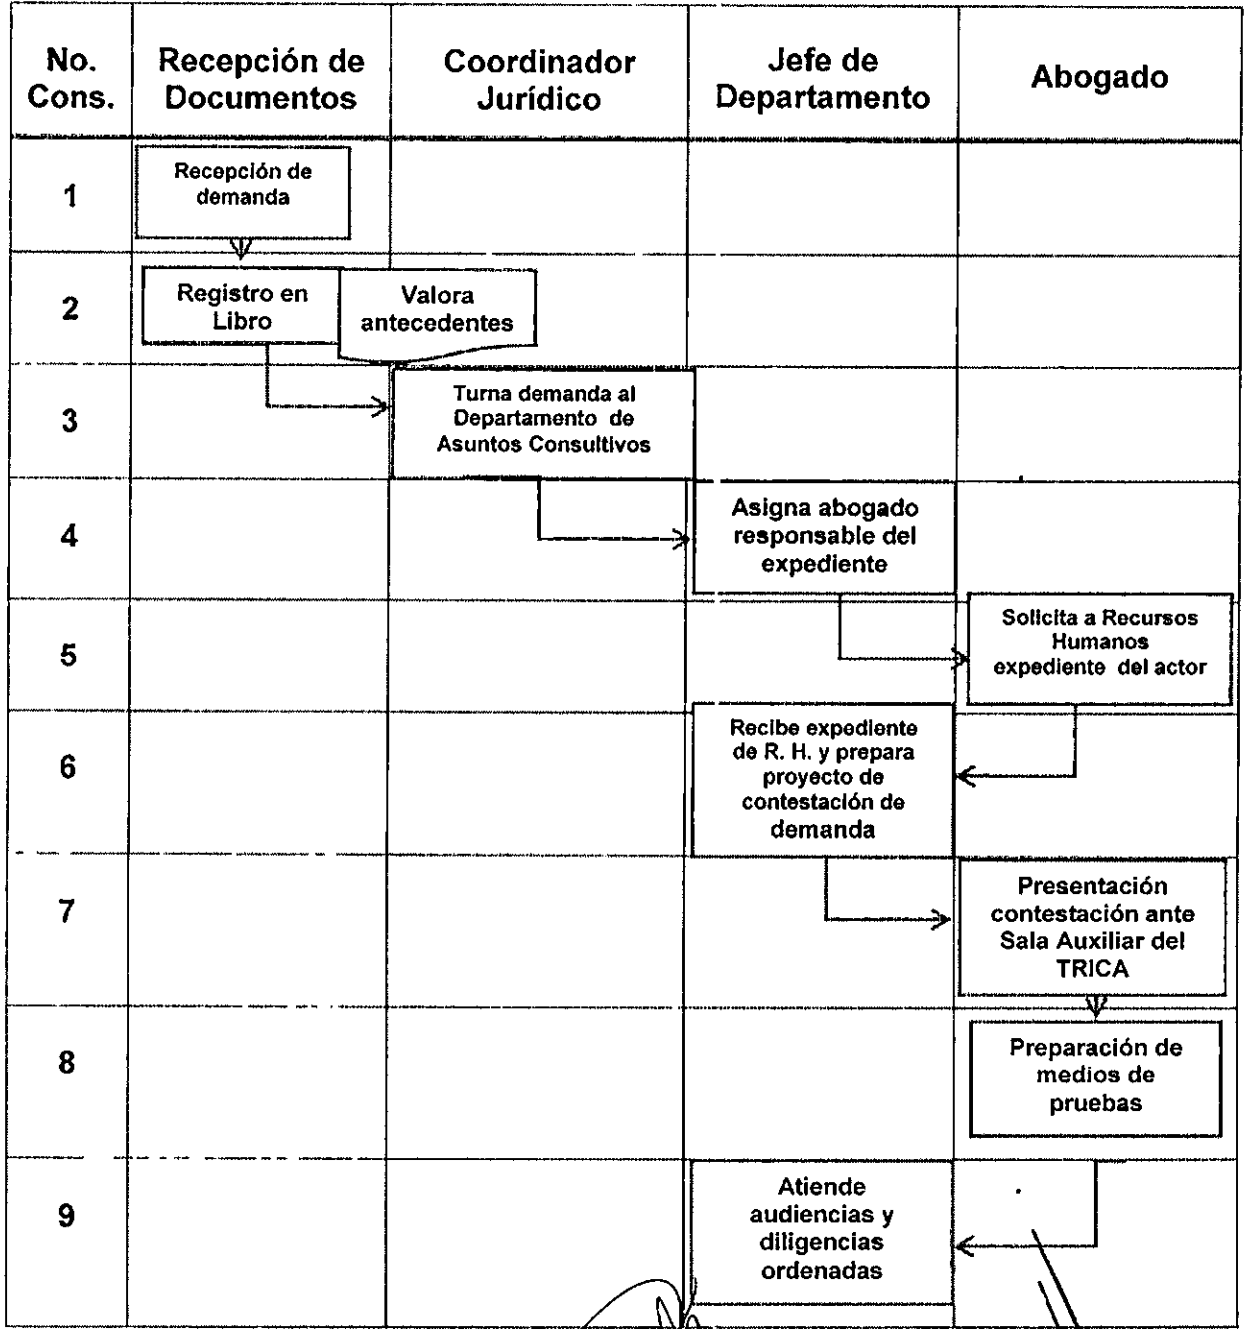 No.
Cons.
Recepción de
Documentos
Coordinador
Jurídico
Jefe de
Departamento
Abogado
1
Recepción de
demanda
2
Registro en
Libro
Valora
antecedentes
3
Turna demanda al
Departamento de
Asuntos Consultivos
4
Asigna abogado
responsable del
expediente
5
Solicita a Recursos
Humanos
expediente del actor
6
Recibe expediente
de R. H. y prepara
proyecto de
contestación de
demanda
7
Presentación
contestación ante
Sala Auxiliar del
TRICA
8
Preparación de
medios de
pruebas
9
Atiende
audiencias y
diligencias
ordenadas